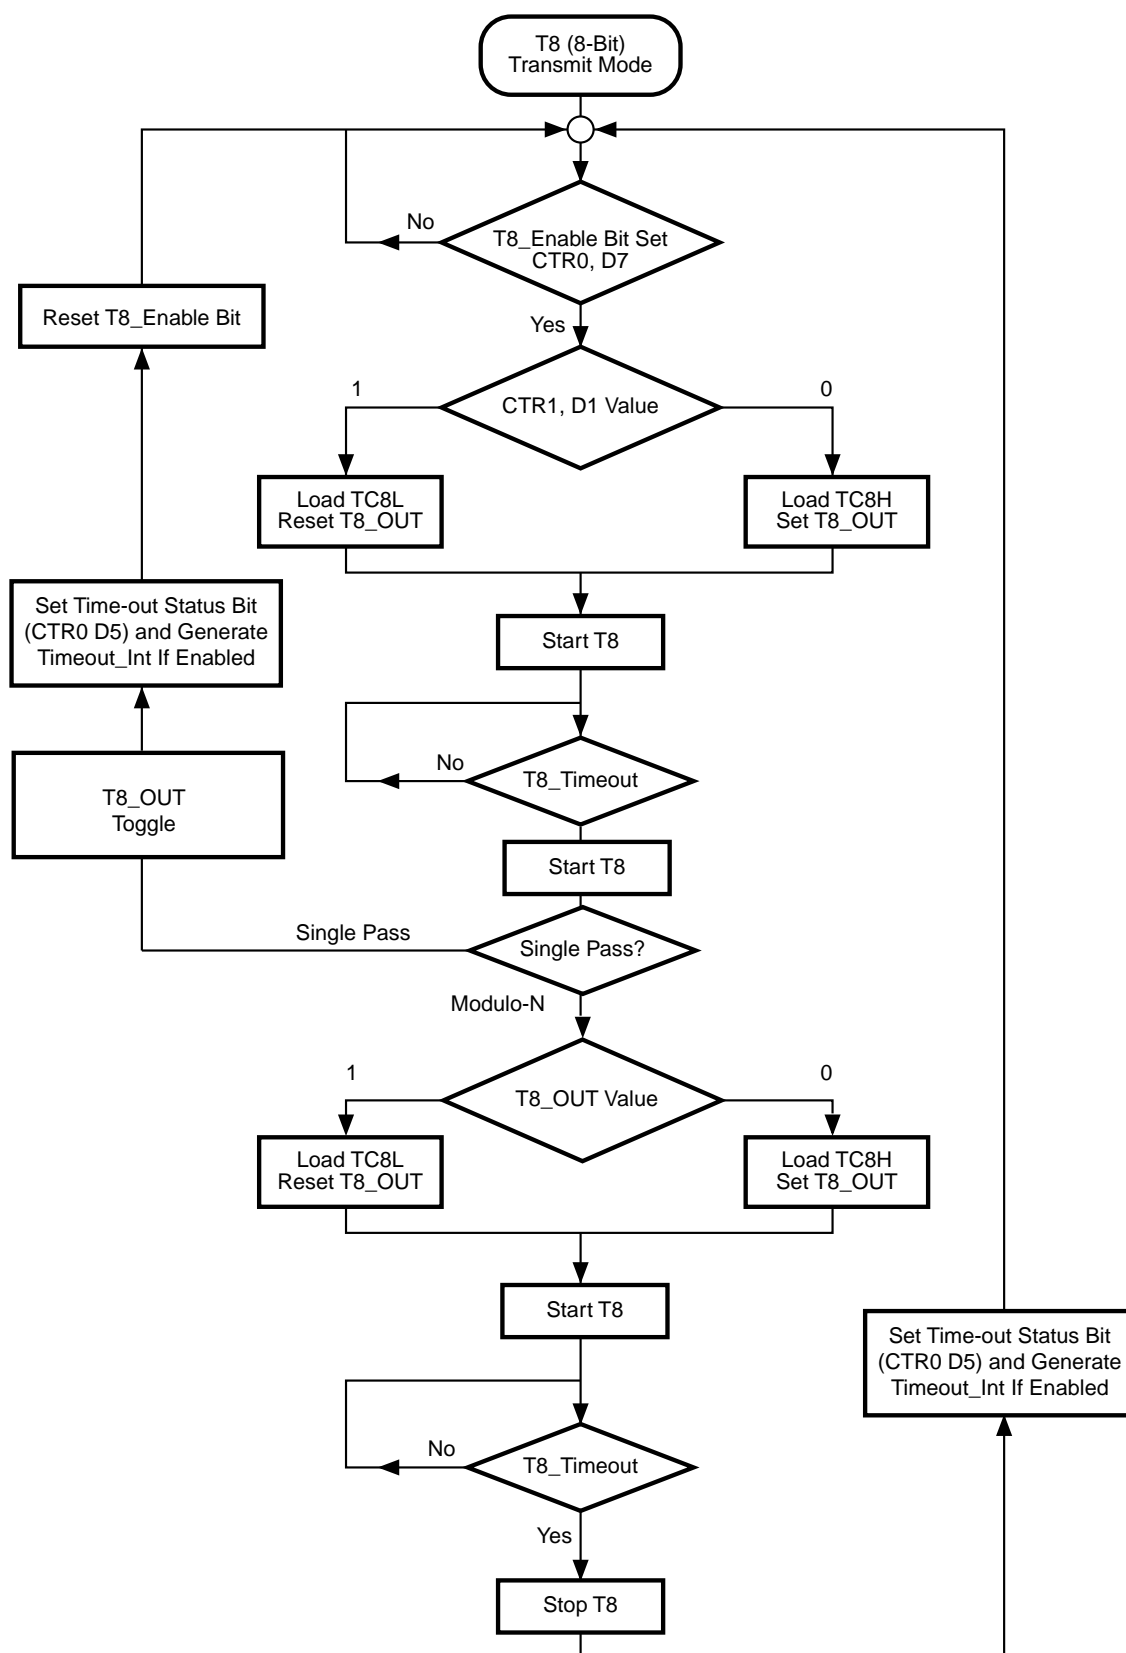 T8 (8-Bit)
Transmit Mode
No
T8_Enable Bit Set
CTR0, D7
Reset T8_Enable Bit
Yes
1
CTR1, D1 Value
0
Load TC8L
Reset T8_OUT
Load TC8H
Set T8_OUT
Set Time-out Status Bit
(CTR0 D5) and Generate
Timeout_Int If Enabled
Start T8
No
T8_Timeout
T8_OUT
Toggle
Start T8
Single Pass
Single Pass?
Modulo-N
1
T8_OUT Value
0
Load TC8L
Reset T8_OUT
Load TC8H
Set T8_OUT
Start T8
Set Time-out Status Bit
(CTR0 D5) and Generate
Timeout_Int If Enabled
No
T8_Timeout
Yes
Stop T8